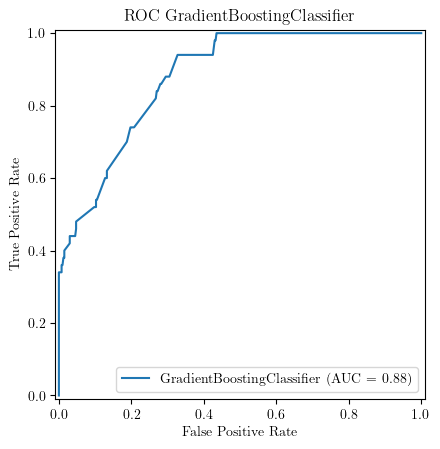 ROC GradientBoostingClassifier
1.0
0.8
0.6
0.4
0.2
0.0
True Positive Rate
GradientBoostingClassifier (AUC = 0.88)
0.0 0.2 0.4 0.6 0.8 1.0
False Positive Rate